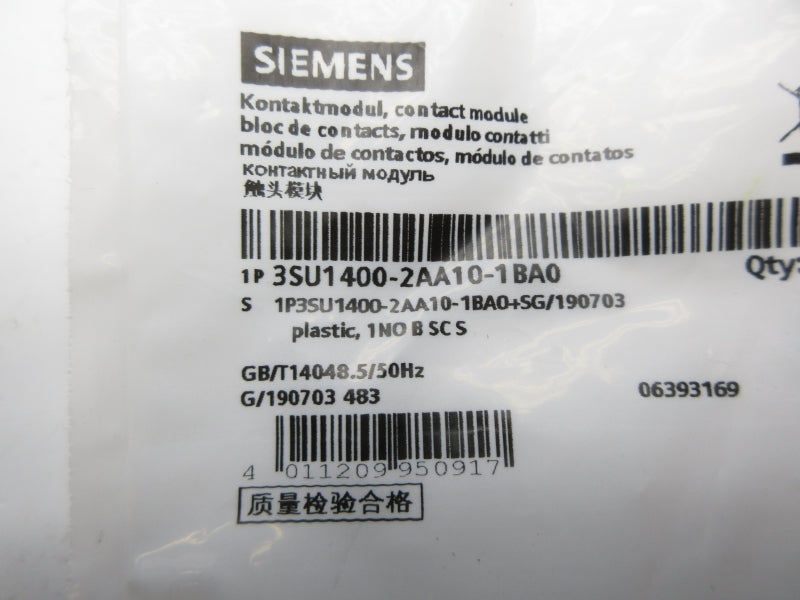 SIEMENS
Kontaktmodul, contact module
bloc de contacts, modulo contatti
módulo de contactos, módulo de contatos
контактный модуль
触头模块
1P 3SU1400-2AA10-1BA0
Qty:
S 1P3SU1400-2AA10-1BA0+SG/190703
plastic, 1NO B SC S
GB/T14048.5/50Hz
G/190703 483
06393169
4 011209 950917
质量检验合格